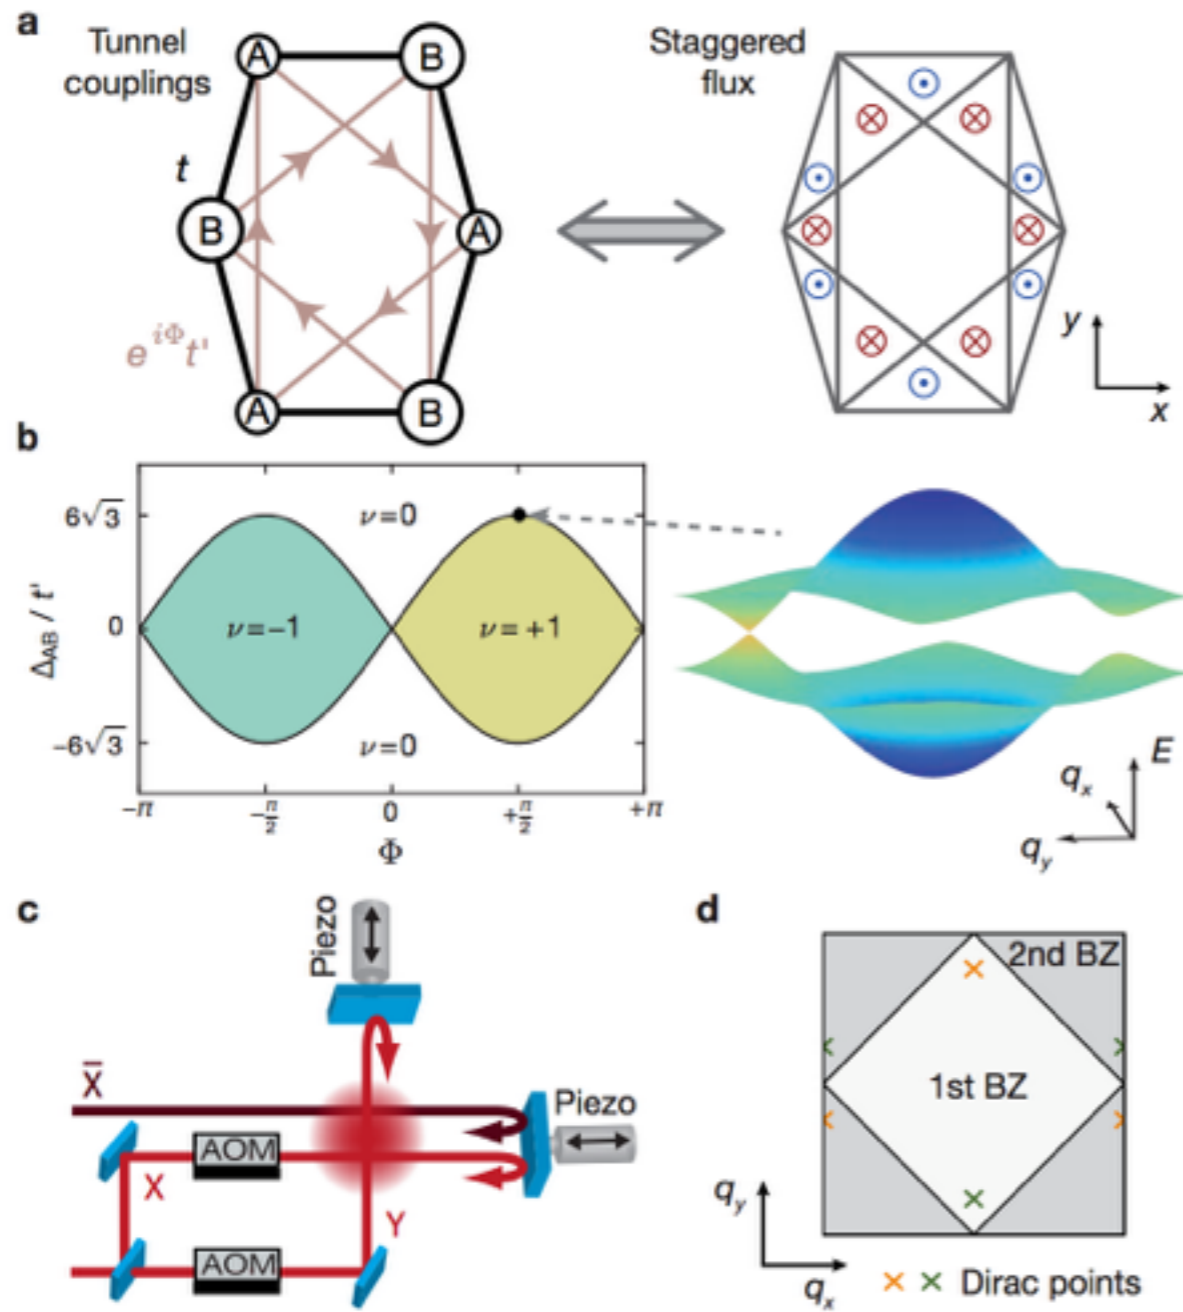 a
Tunnel
couplings
Staggered
flux
A
B
t
B
A
e^{iΦ}t'
A
B
y
x
b
Δ_AB / t'
6√3
0
-6√3
ν=0
ν=-1
ν=+1
ν=0
-π
-π/2
0
+π/2
+π
Φ
E
q_x
q_y
c
Piezo
X̄
Piezo
AOM
X
Y
AOM
d
2nd BZ
1st BZ
q_y
q_x
× × Dirac points